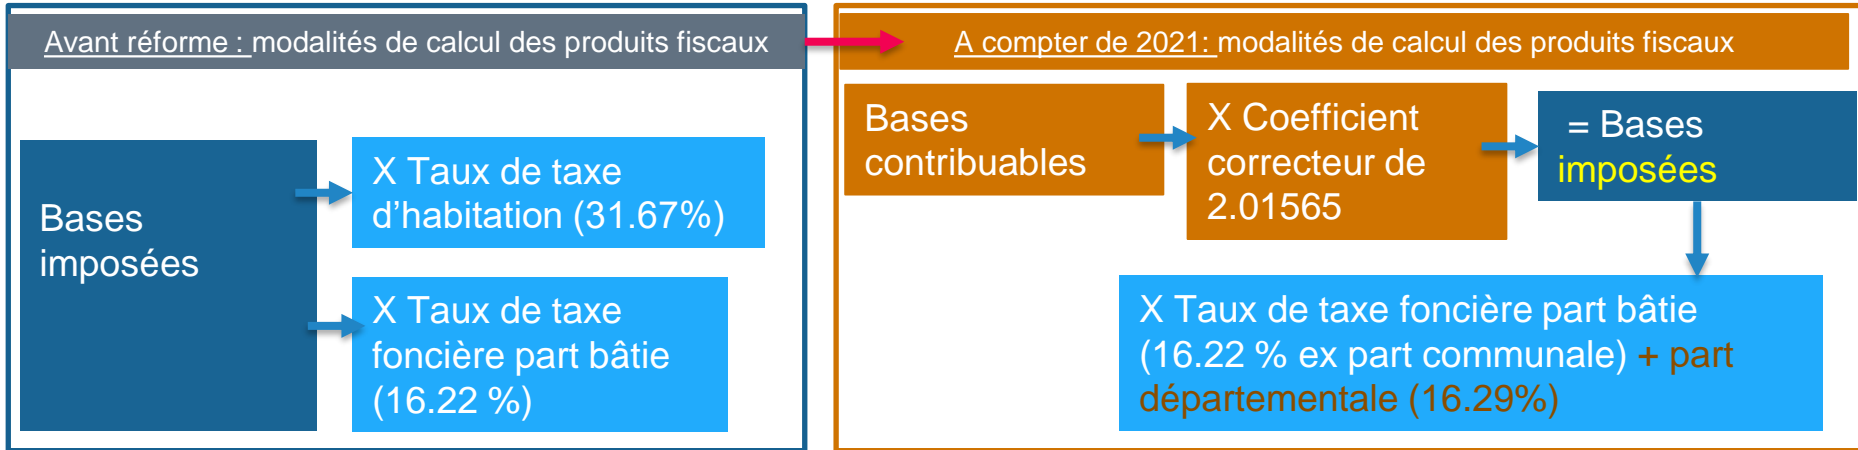 Avant réforme : modalités de calcul des produits fiscaux
Bases
imposées
X Taux de taxe
d’habitation (31.67%)
X Taux de taxe
foncière part bâtie
(16.22 %)
A compter de 2021: modalités de calcul des produits fiscaux
Bases
contribuables
X Coefficient
correcteur de
2.01565
= Bases
imposées
X Taux de taxe foncière part bâtie
(16.22 % ex part communale) + part
départementale (16.29%)